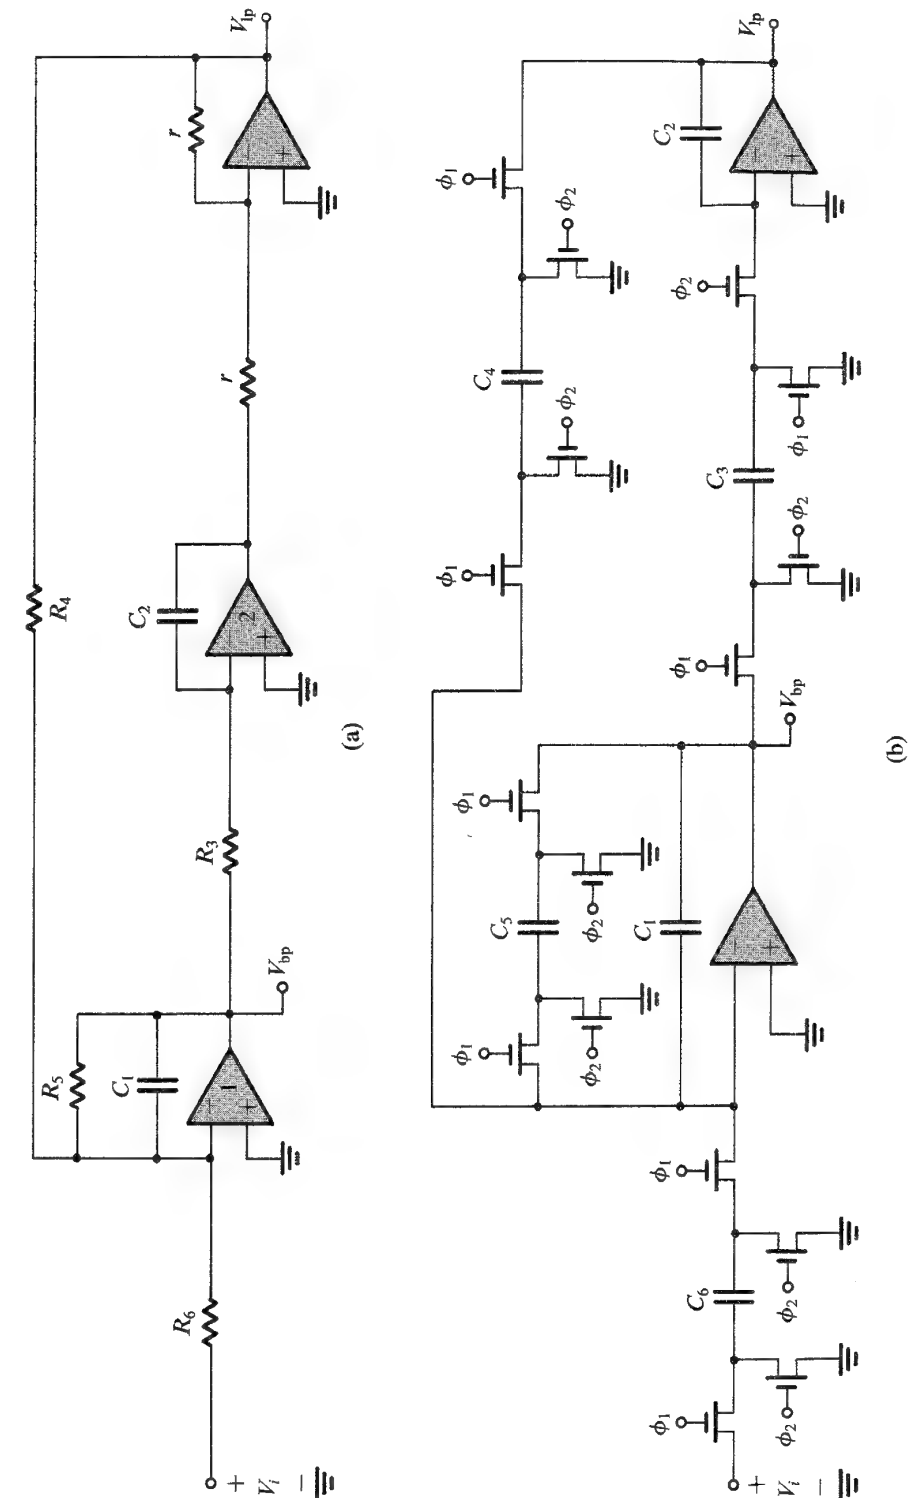 V_i
+
−
R_6
R_5
C_1
−
+
1
V_bp
R_3
C_2
−
+
2
r
r
−
+
V_lp
R_4
(a)
V_i
+
−
ϕ_1
ϕ_2
C_6
ϕ_2
ϕ_1
ϕ_1
ϕ_2
C_5
ϕ_2
ϕ_1
C_1
−
+
V_bp
ϕ_1
ϕ_2
C_3
ϕ_1
ϕ_2
C_2
−
+
V_lp
ϕ_1
ϕ_2
C_4
ϕ_2
ϕ_1
(b)